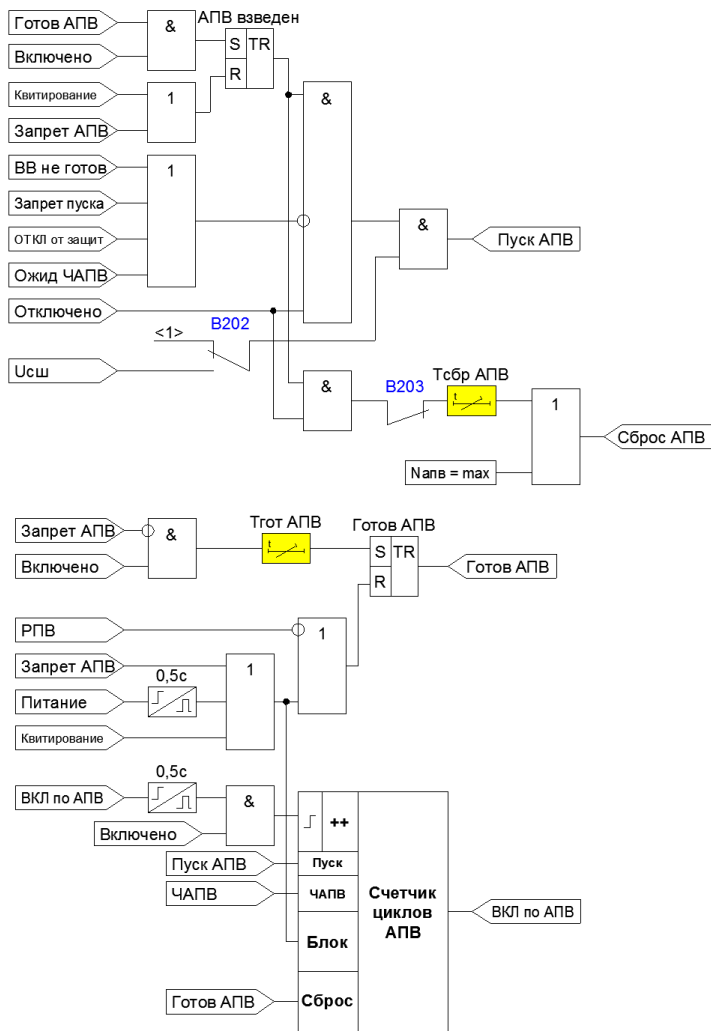 Готов АПВ
&
АПВ взведен
S TR
Включено
R
Квитирование
1
Запрет АПВ
&
ВВ не готов
1
Запрет пуска
ОТКЛ от защит
&
Пуск АПВ
Ожид ЧАПВ
Отключено
B202
<1>
Uсш
&
B203
Тсбр АПВ
t
1
Сброс АПВ
Nапв = max
Запрет АПВ
&
Тгот АПВ
t
Готов АПВ
S TR
Включено
R
Готов АПВ
РПВ
1
Запрет АПВ
1
0,5с
Питание
Квитирование
0,5с
ВКЛ по АПВ
&
++
Включено
Пуск АПВ
Пуск
ЧАПВ
ЧАПВ
Счетчик
циклов
АПВ
ВКЛ по АПВ
Блок
Готов АПВ
Сброс